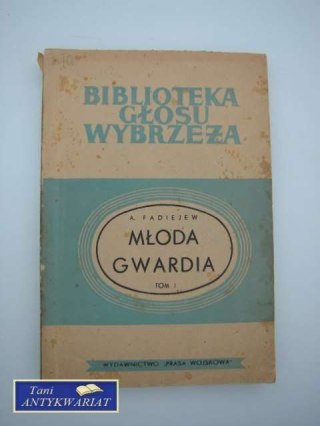 BIBLIOTEKA
GŁOSU
WYBRZEŻA
A. FADIEJEW
MŁODA
GWARDIA
TOM I
WYDAWNICTWO „PRASA WOJSKOWA"
Tani
ANTYKWARIAT